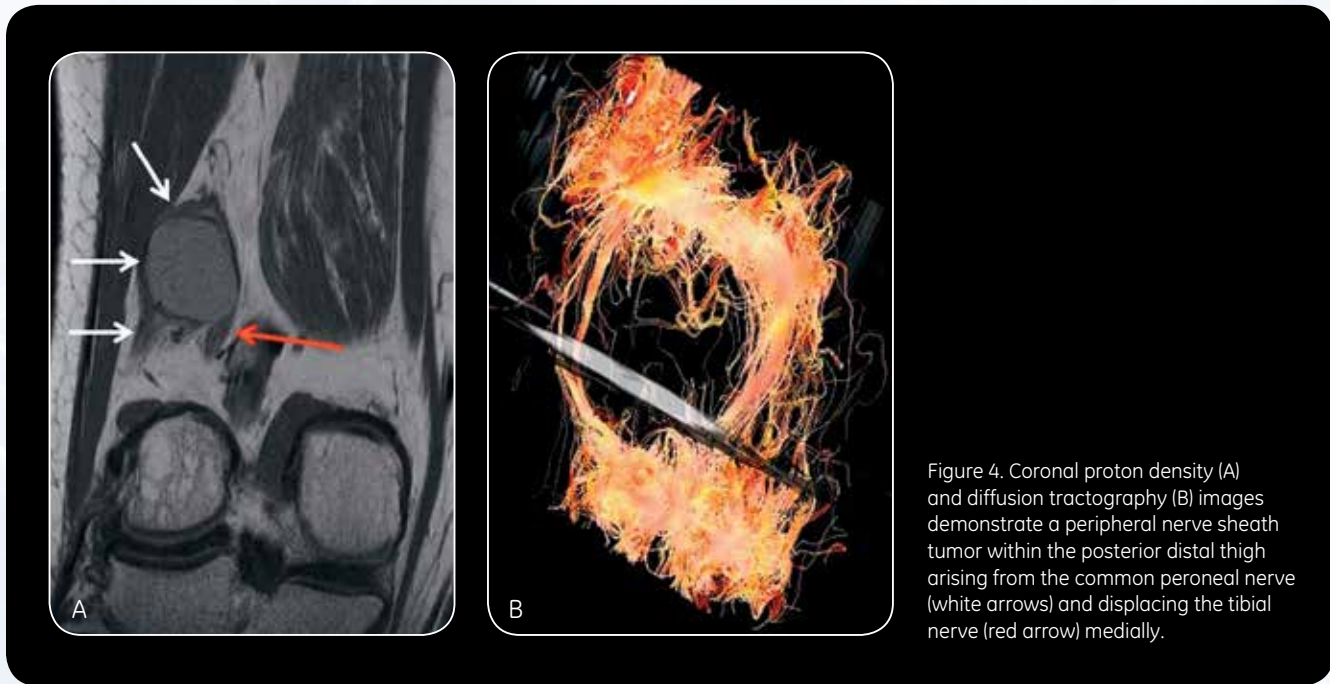 A
B
Figure 4. Coronal proton density (A)
and diffusion tractography (B) images
demonstrate a peripheral nerve sheath
tumor within the posterior distal thigh
arising from the common peroneal nerve
(white arrows) and displacing the tibial
nerve (red arrow) medially.